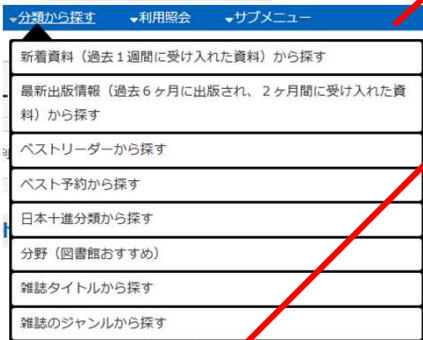 ▾分類から探す ▾利用照会 ▾サブメニュー
新着資料（過去１週間に受け入れた資料）から探す
最新出版情報（過去６ヶ月に出版され、２ヶ月間に受け入れた資
料）から探す
ベストリーダーから探す
ベスト予約から探す
日本十進分類から探す
分野（図書館おすすめ）
雑誌タイトルから探す
雑誌のジャンルから探す